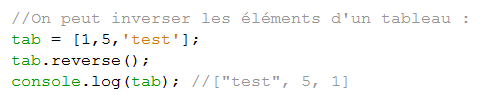 //On peut inverser les éléments d'un tableau :
tab = [1,5,'test'];
tab.reverse();
console.log(tab); //["test", 5, 1]